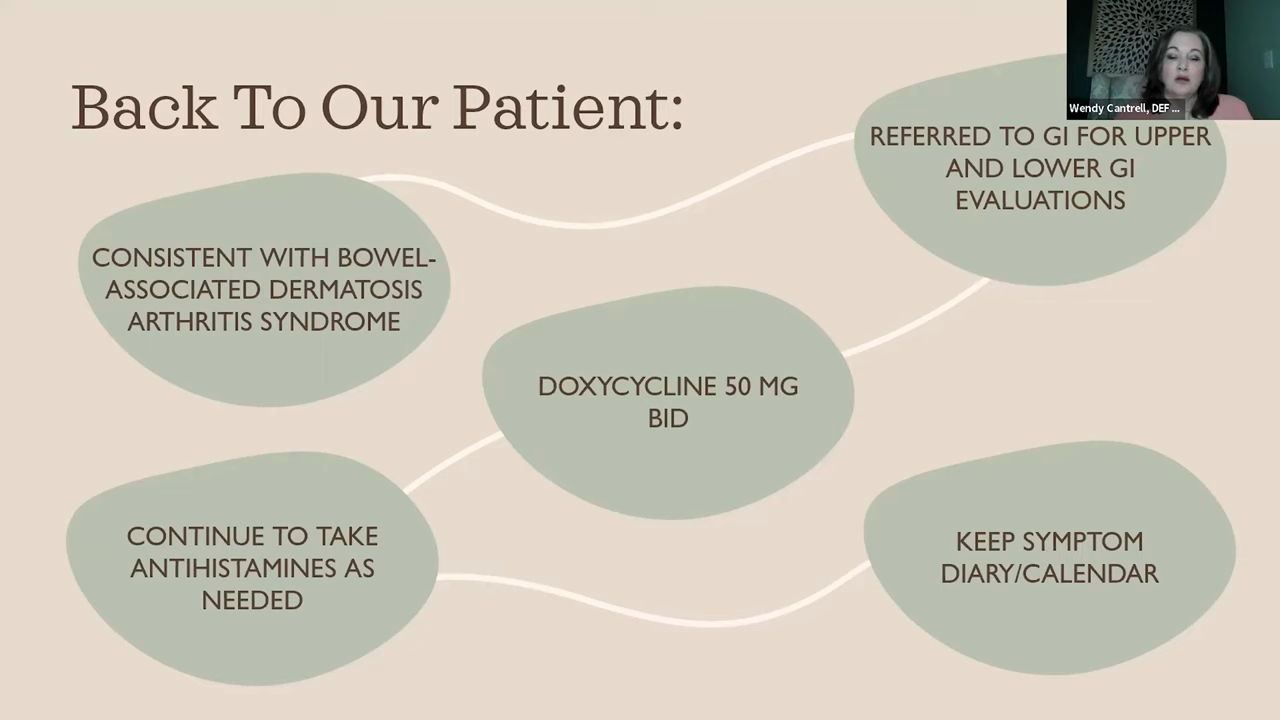 Back To Our Patient:
Wendy Cantrell, DEF ...
CONSISTENT WITH BOWEL-
ASSOCIATED DERMATOSIS
ARTHRITIS SYNDROME
REFERRED TO GI FOR UPPER
AND LOWER GI
EVALUATIONS
DOXYCYCLINE 50 MG
BID
CONTINUE TO TAKE
ANTIHISTAMINES AS
NEEDED
KEEP SYMPTOM
DIARY/CALENDAR